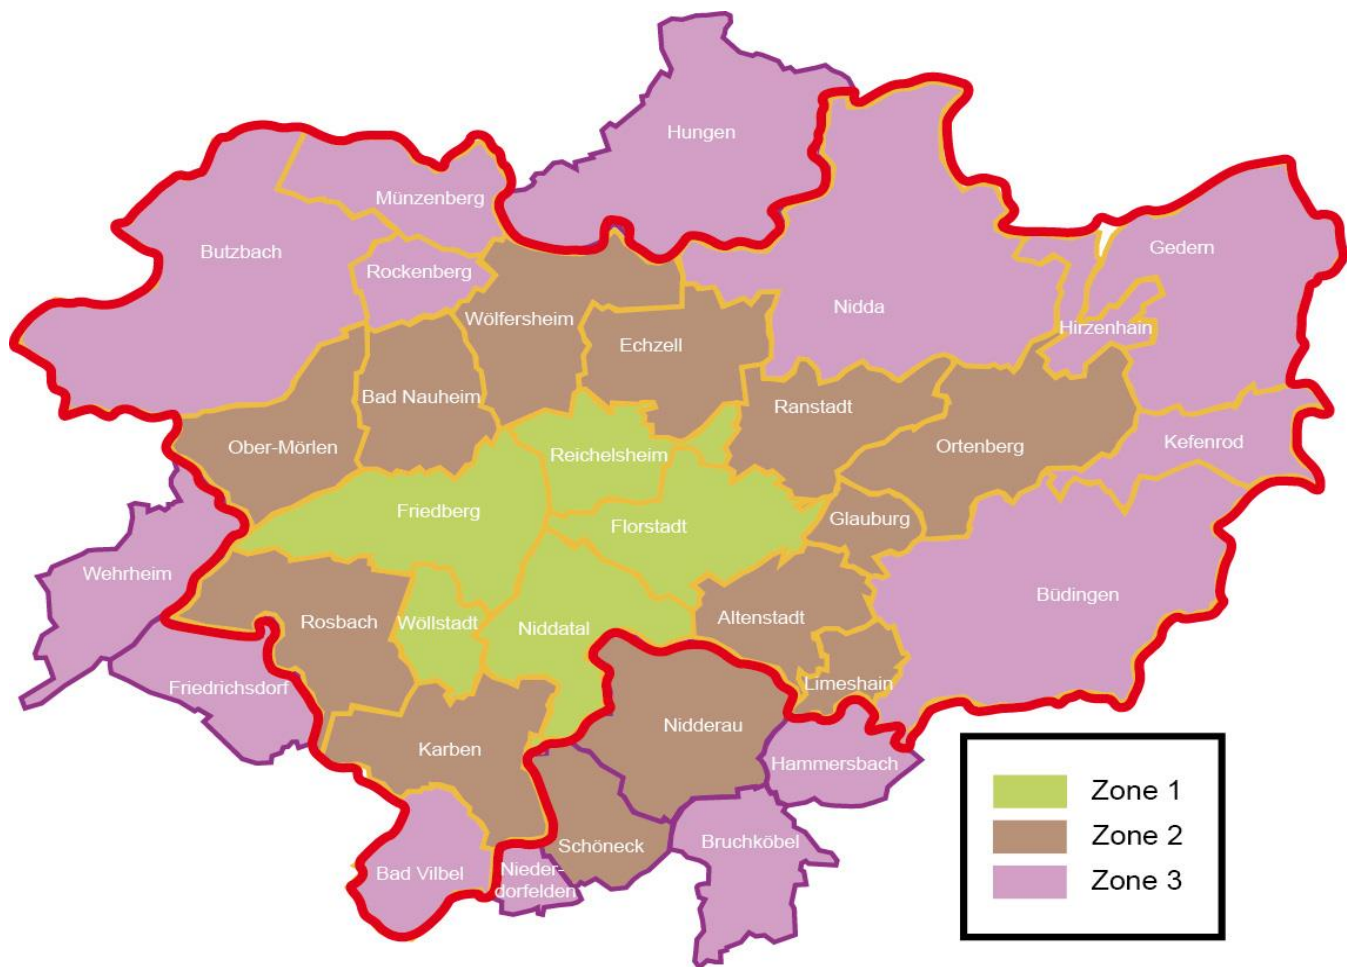 Hungen
Münzenberg
Butzbach
Gedern
Rockenberg
Nidda
Wölfersheim
Hirzenhain
Echzell
Bad Nauheim
Ranstadt
Ober-Mörlen
Ortenberg
Kefenrod
Reichelsheim
Friedberg
Glauburg
Florstadt
Wehrheim
Büdingen
Rosbach
Wöllstadt
Niddatal
Altenstadt
Friedrichsdorf
Limeshain
Nidderau
Karben
Hammersbach
Bruchköbel
Schöneck
Bad Vilbel
Nieder-
dorfelden
Zone 1
Zone 2
Zone 3